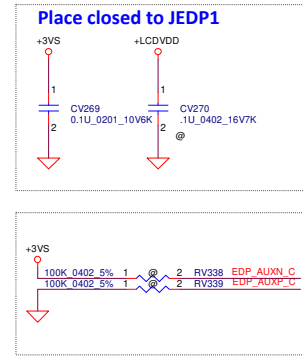 Place closed to JEDP1
+3VS +LCDVDD
1 1
CV269 CV270
0.1U_0201_10V6K .1U_0402_16V7K
2 2
@
+3VS
100K_0402_5% 1 @ 2 RV338 EDP_AUXN_C
100K_0402_5% 1 @ 2 RV339 EDP_AUXP_C